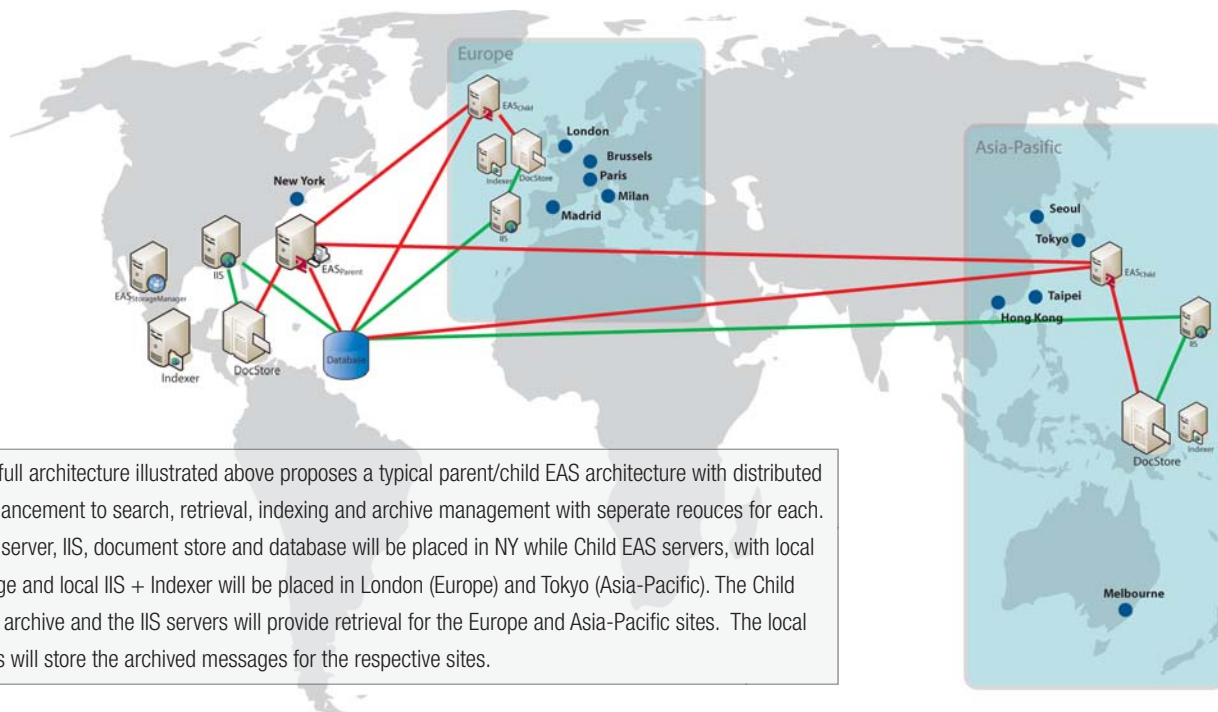 Europe
EASChild
London
Indexer
DocStore
Brussels
Paris
Milan
Madrid
IIS
New York
IIS
EASParent
EASStorageManager
Indexer
DocStore
Database
Asia-Pasific
Seoul
Tokyo
EASChild
Taipei
Hong Kong
IIS
DocStore
Indexer
Melbourne
full architecture illustrated above proposes a typical parent/child EAS architecture with distributed
ancement to search, retrieval, indexing and archive management with seperate reouces for each.
server, IIS, document store and database will be placed in NY while Child EAS servers, with local
ge and local IIS + Indexer will be placed in London (Europe) and Tokyo (Asia-Pacific). The Child
archive and the IIS servers will provide retrieval for the Europe and Asia-Pacific sites. The local
s will store the archived messages for the respective sites.